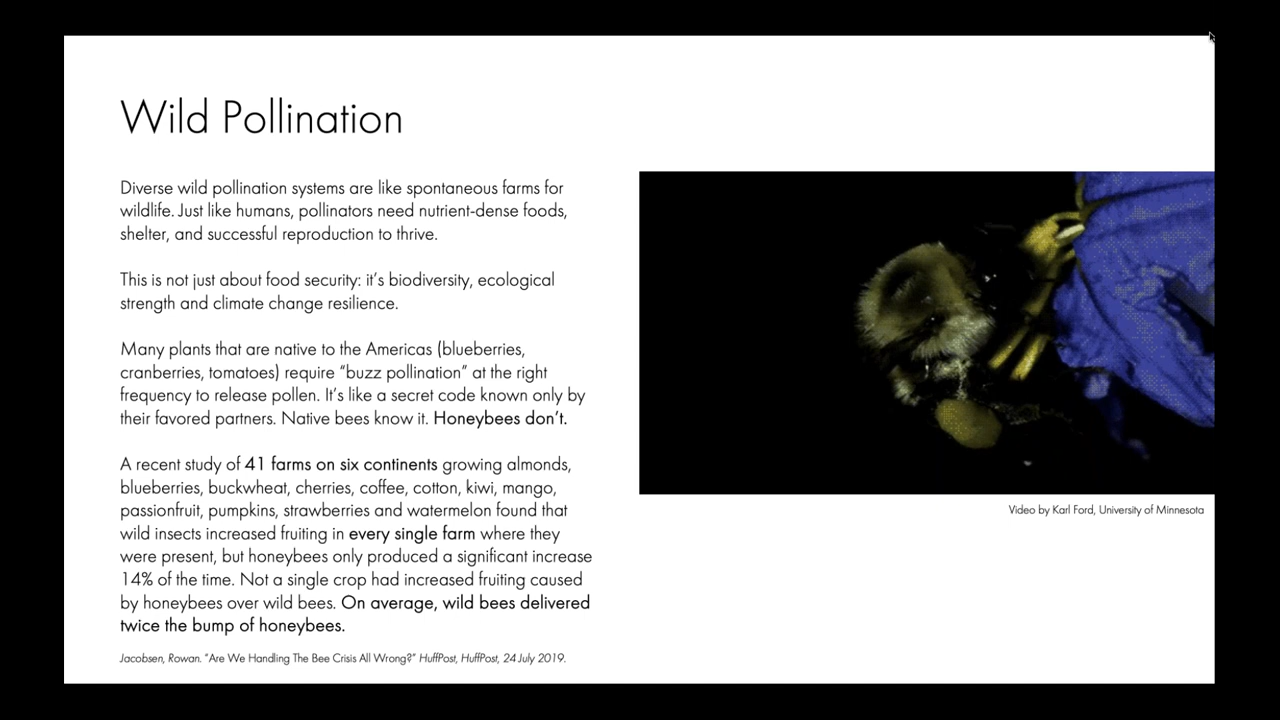 Wild Pollination
Diverse wild pollination systems are like spontaneous farms for
wildlife. Just like humans, pollinators need nutrient-dense foods,
shelter, and successful reproduction to thrive.
This is not just about food security: it’s biodiversity, ecological
strength and climate change resilience.
Many plants that are native to the Americas (blueberries,
cranberries, tomatoes) require “buzz pollination” at the right
frequency to release pollen. It’s like a secret code known only by
their favored partners. Native bees know it. Honeybees don’t.
A recent study of 41 farms on six continents growing almonds,
blueberries, buckwheat, cherries, coffee, cotton, kiwi, mango,
passionfruit, pumpkins, strawberries and watermelon found that
wild insects increased fruiting in every single farm where they
were present, but honeybees only produced a significant increase
14% of the time. Not a single crop had increased fruiting caused
by honeybees over wild bees. On average, wild bees delivered
twice the bump of honeybees.
Jacobsen, Rowan. “Are We Handling The Bee Crisis All Wrong?” HuffPost, HuffPost, 24 July 2019.
Video by Karl Ford, University of Minnesota